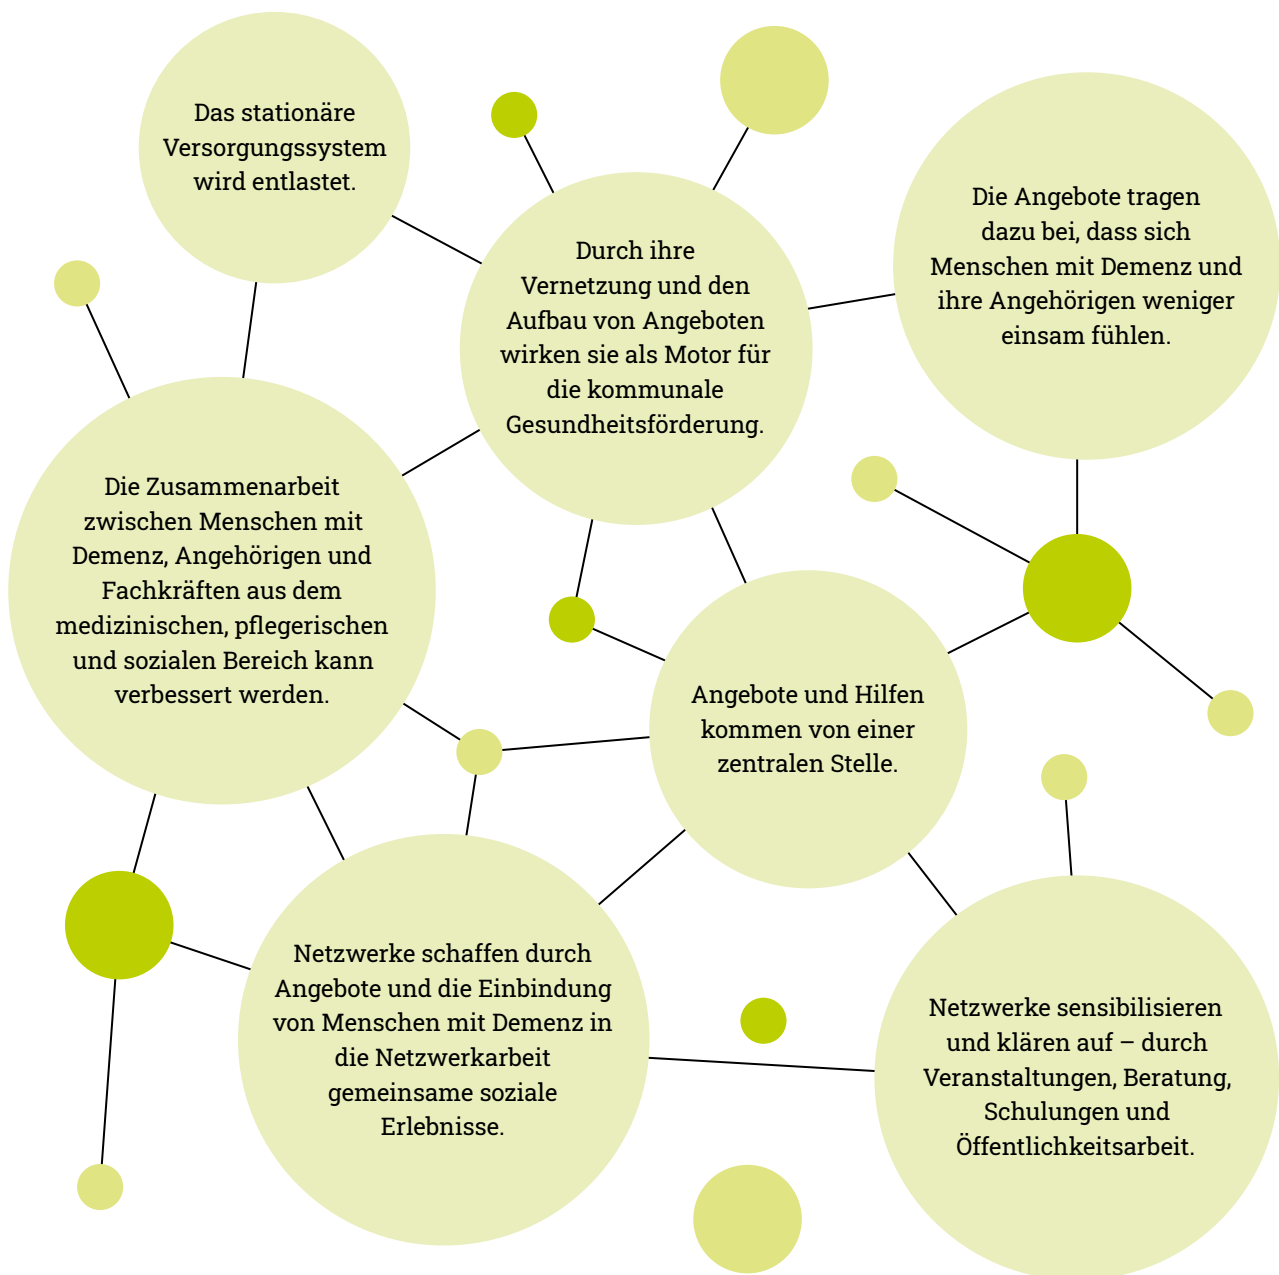 Das stationäre
Versorgungssystem
wird entlastet.
Durch ihre
Vernetzung und den
Aufbau von Angeboten
wirken sie als Motor für
die kommunale
Gesundheitsförderung.
Die Angebote tragen
dazu bei, dass sich
Menschen mit Demenz und
ihre Angehörigen weniger
einsam fühlen.
Die Zusammenarbeit
zwischen Menschen mit
Demenz, Angehörigen und
Fachkräften aus dem
medizinischen, pflegerischen
und sozialen Bereich kann
verbessert werden.
Angebote und Hilfen
kommen von einer
zentralen Stelle.
Netzwerke schaffen durch
Angebote und die Einbindung
von Menschen mit Demenz in
die Netzwerkarbeit
gemeinsame soziale
Erlebnisse.
Netzwerke sensibilisieren
und klären auf – durch
Veranstaltungen, Beratung,
Schulungen und
Öffentlichkeitsarbeit.